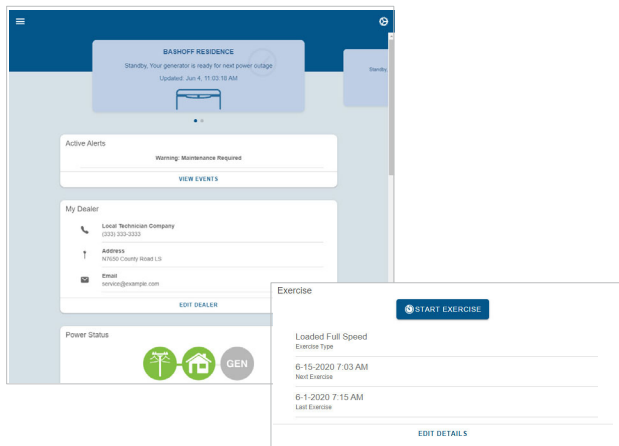 BASHOFF RESIDENCE
Standby, Your generator is ready for next power outage
Updated: Jun 4, 11:03:18 AM
Standby,
Active Alerts
Warning: Maintenance Required
VIEW EVENTS
My Dealer
Local Technician Company
(333) 333-3333
Address
N7650 County Road LS
Email
service@example.com
EDIT DEALER
Power Status
GEN
Exercise
START EXERCISE
Loaded Full Speed
Exercise Type
6-15-2020 7:03 AM
Next Exercise
6-1-2020 7:15 AM
Last Exercise
EDIT DETAILS